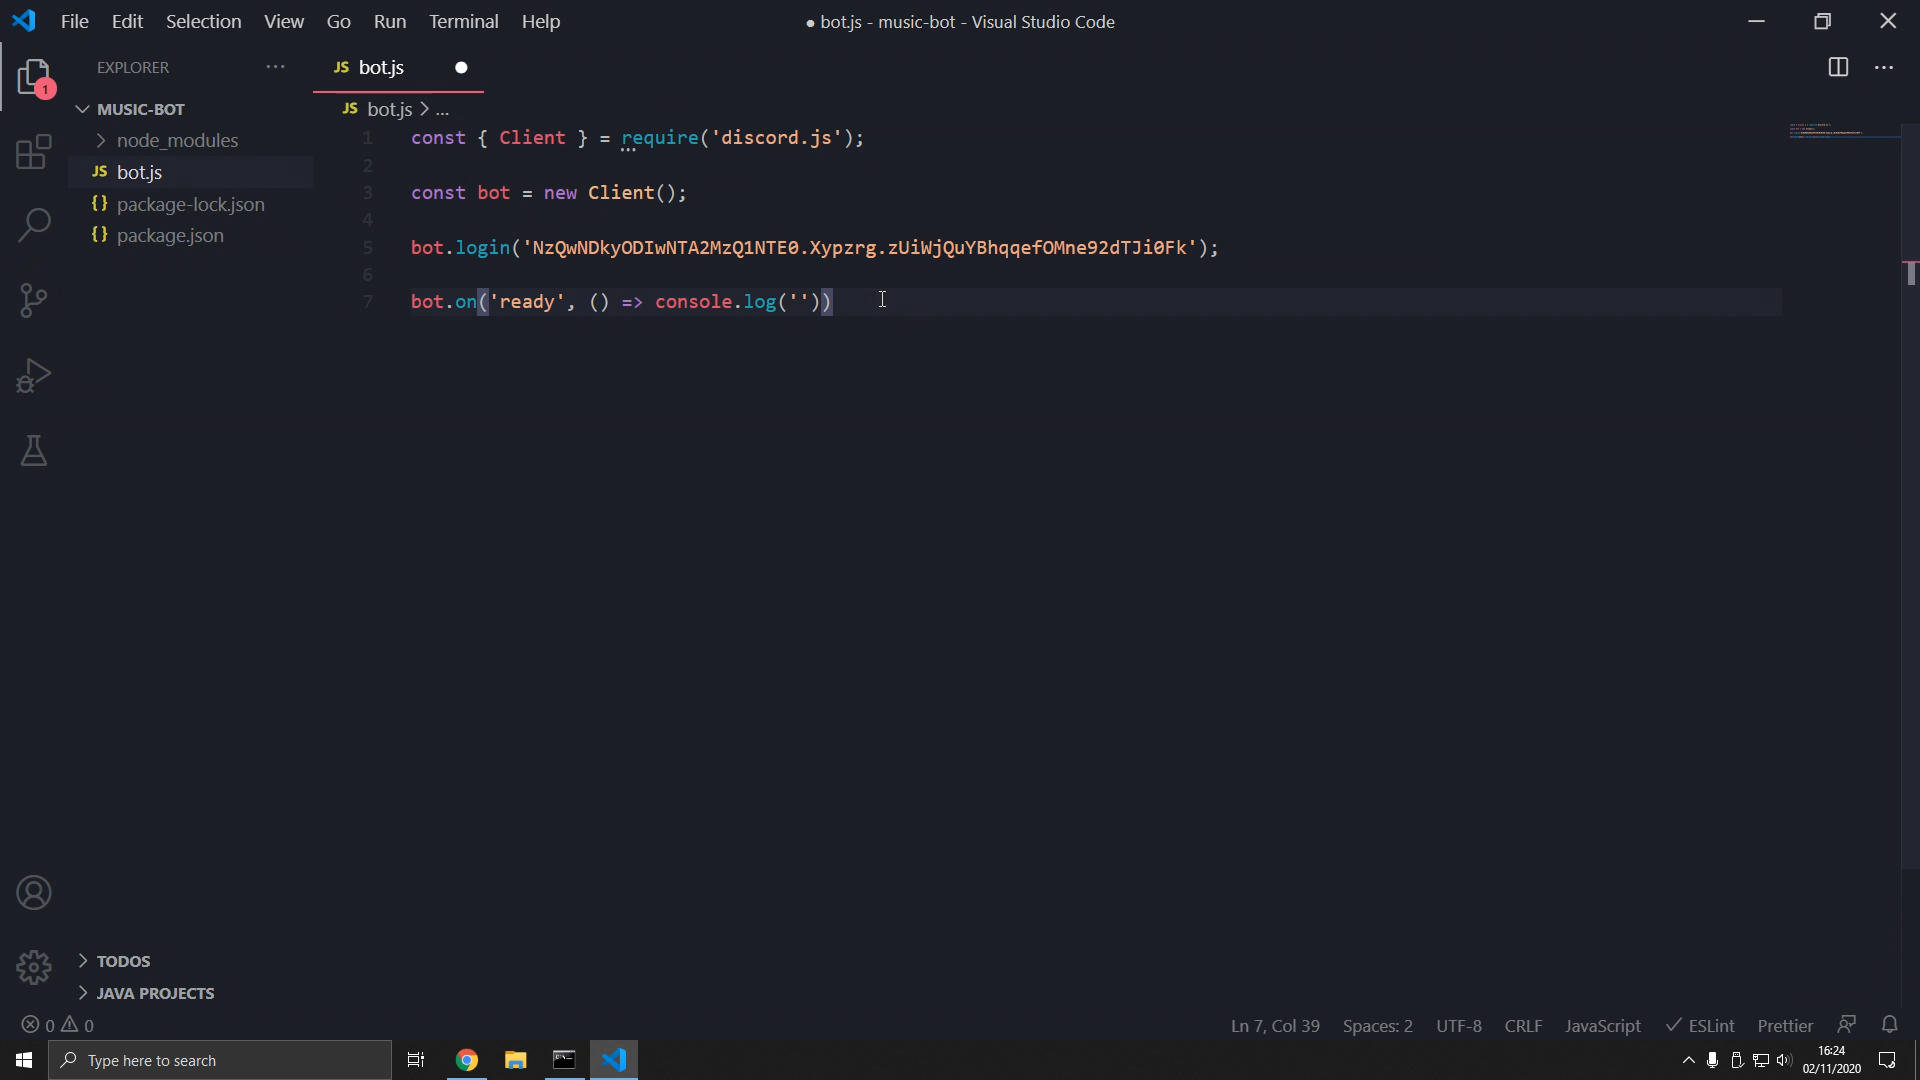 File Edit Selection View Go Run Terminal Help
● bot.js - music-bot - Visual Studio Code
EXPLORER
JS bot.js
1
MUSIC-BOT
JS bot.js > ...
node_modules
JS bot.js
{} package-lock.json
{} package.json
1 const { Client } = require('discord.js');
2
3 const bot = new Client();
4
5 bot.login('NzQwNDkyODIwNTA2MzQ1NTE0.Xypzrg.zUiWjQuYBhqqefOMne92dTJi0Fk');
6
7 bot.on('ready', () => console.log(''))
TODOS
JAVA PROJECTS
0 0
Ln 7, Col 39 Spaces: 2 UTF-8 CRLF JavaScript ESLint Prettier
Type here to search
16:24
02/11/2020